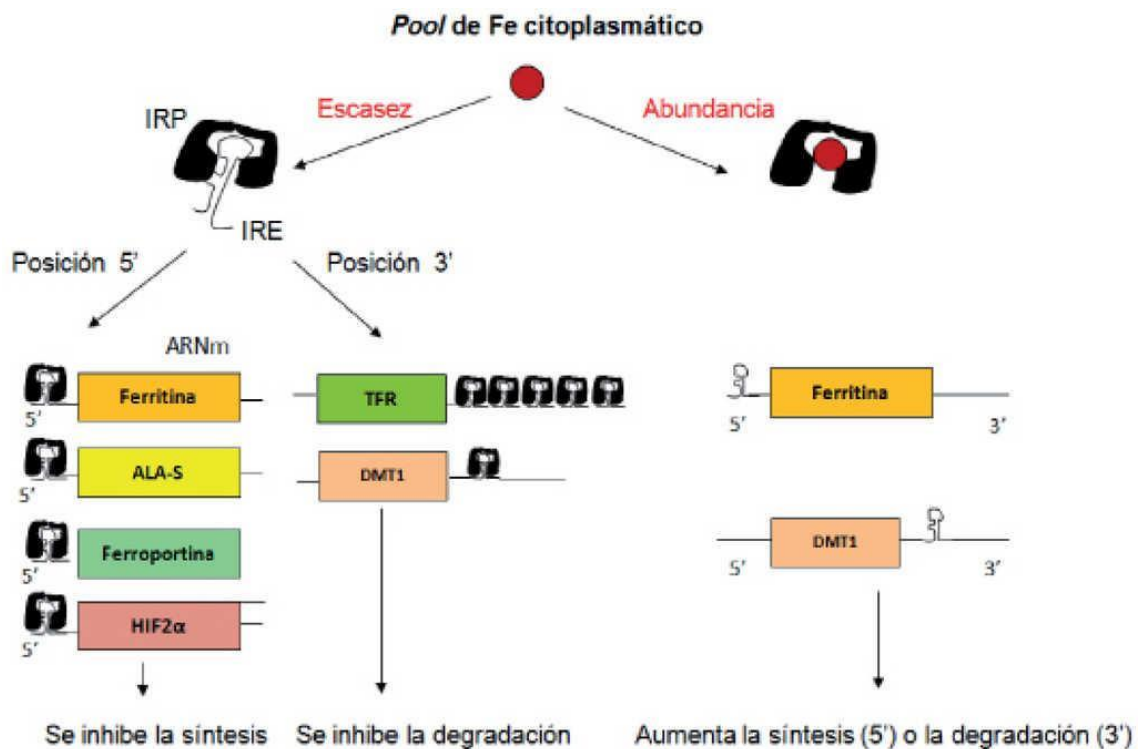 Pool de Fe citoplasmático
Escasez
Abundancia
IRP
IRE
Posición 5'
Posición 3'
ARNm
Ferritina
5'
TFR
Ferritina
5'
3'
ALA-S
5'
DMT1
Ferroportina
5'
DMT1
5'
3'
HIF2α
5'
Se inhibe la síntesis
Se inhibe la degradación
Aumenta la síntesis (5') o la degradación (3')